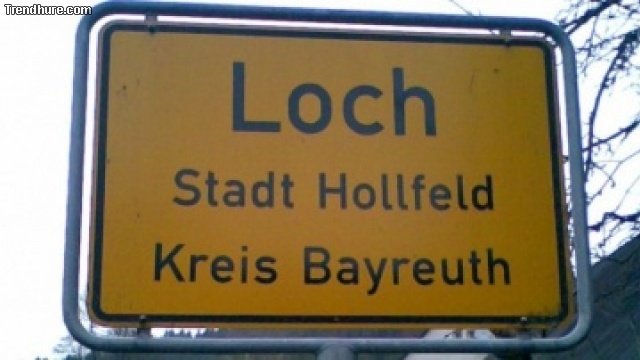 Trendhure.com
Loch
Stadt Hollfeld
Kreis Bayreuth